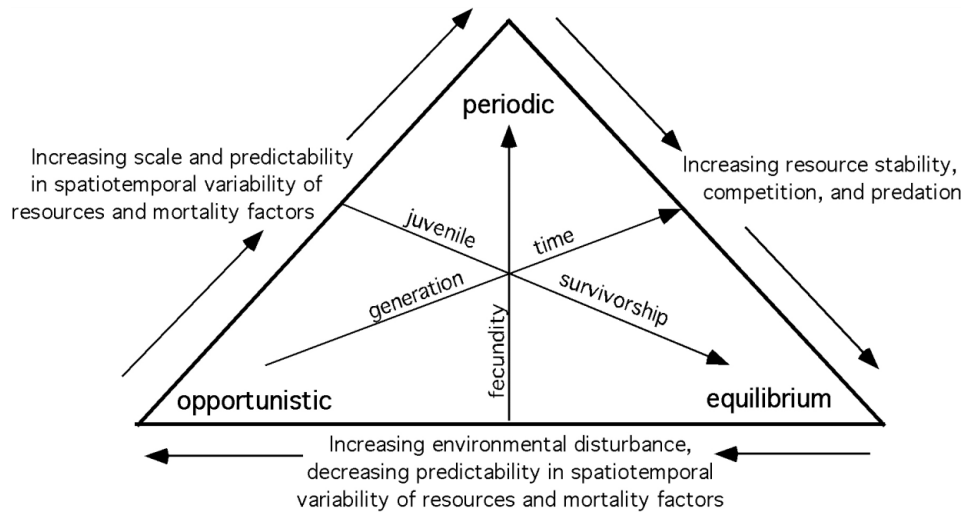 periodic
Increasing scale and predictability
in spatiotemporal variability of
resources and mortality factors
Increasing resource stability,
competition, and predation
juvenile
time
generation
survivorship
fecundity
opportunistic
equilibrium
Increasing environmental disturbance,
decreasing predictability in spatiotemporal
variability of resources and mortality factors